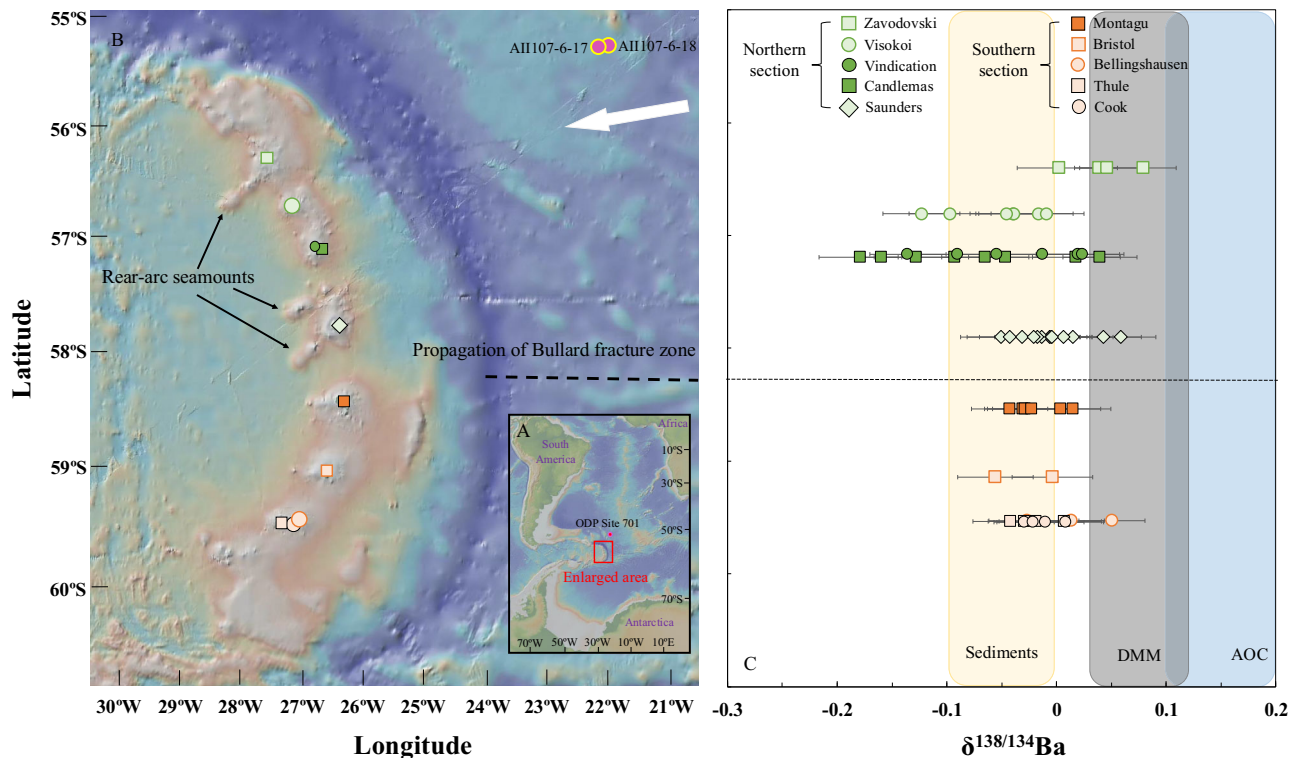 B
55ºS
56ºS
57ºS
58ºS
59ºS
60ºS
Latitude
AII107-6-17
AII107-6-18
Rear-arc seamounts
Propagation of Bullard fracture zone
A
Africa
South
America
ODP Site 701
Enlarged area
Antarctica
10ºS
30ºS
50ºS
70ºS
70ºW 50ºW 30ºW 10ºW 10ºE
30ºW 29ºW 28ºW 27ºW 26ºW 25ºW 24ºW 23ºW 22ºW 21ºW
Longitude
Northern
section
Zavodovski
Visokoi
Vindication
Candlemas
Saunders
Southern
section
Montagu
Bristol
Bellingshausen
Thule
Cook
C
Sediments
DMM
AOC
-0.3 -0.2 -0.1 0 0.1 0.2
δ138/134Ba